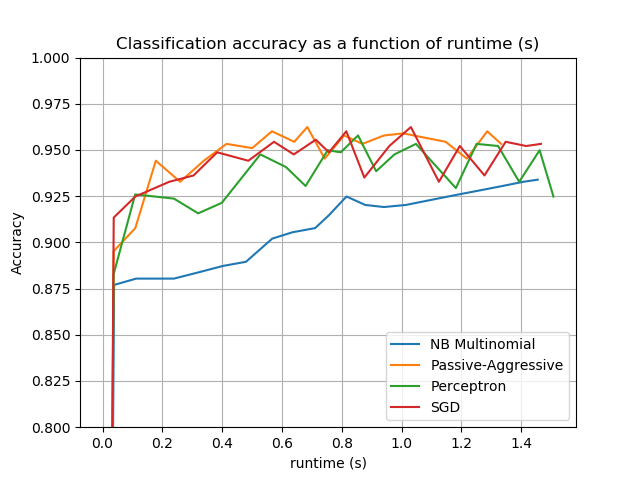 Classification accuracy as a function of runtime (s)
1.000
0.975
0.950
0.925
0.900
0.875
0.850
0.825
0.800
Accuracy
NB Multinomial
Passive-Aggressive
Perceptron
SGD
0.0 0.2 0.4 0.6 0.8 1.0 1.2 1.4
runtime (s)